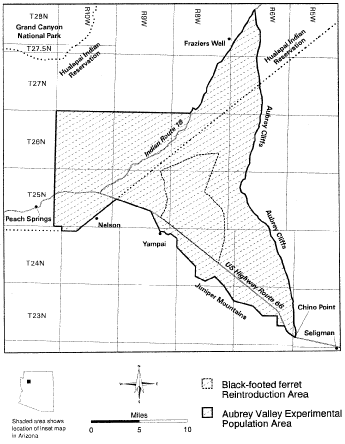 T28N
Grand Canyon
National Park
T27.5N
R10W
R9W
R8W
R6W
R5W
Fraziers Well
Hualapai Indian
Reservation
Hualapai Indian
Reservation
T27N
Indian Route 18
Aubrey Cliffs
T26N
T25N
Peach Springs
Nelson
Yampai
Aubrey Cliffs
T24N
US Highway Route 66
Juniper Mountains
Chino Point
T23N
Seligman
Shaded area shows
location of inset map
in Arizona
MILES
0 5 10
Black-footed ferret
Reintroduction Area
Aubrey Valley Experimental
Population Area